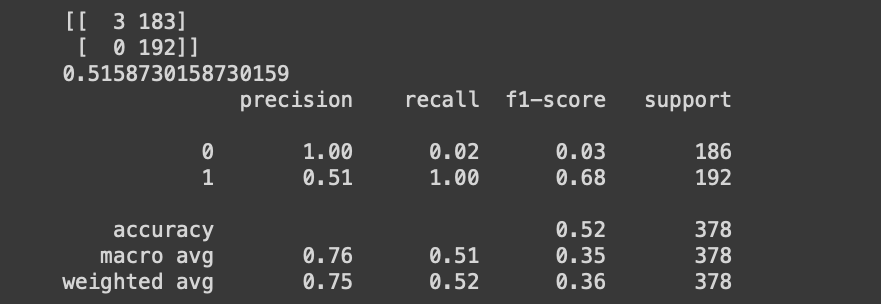 [[  3 183]
 [  0 192]]
0.5158730158730159
              precision    recall  f1-score   support

           0       1.00      0.02      0.03       186
           1       0.51      1.00      0.68       192

    accuracy                           0.52       378
   macro avg       0.76      0.51      0.35       378
weighted avg       0.75      0.52      0.36       378